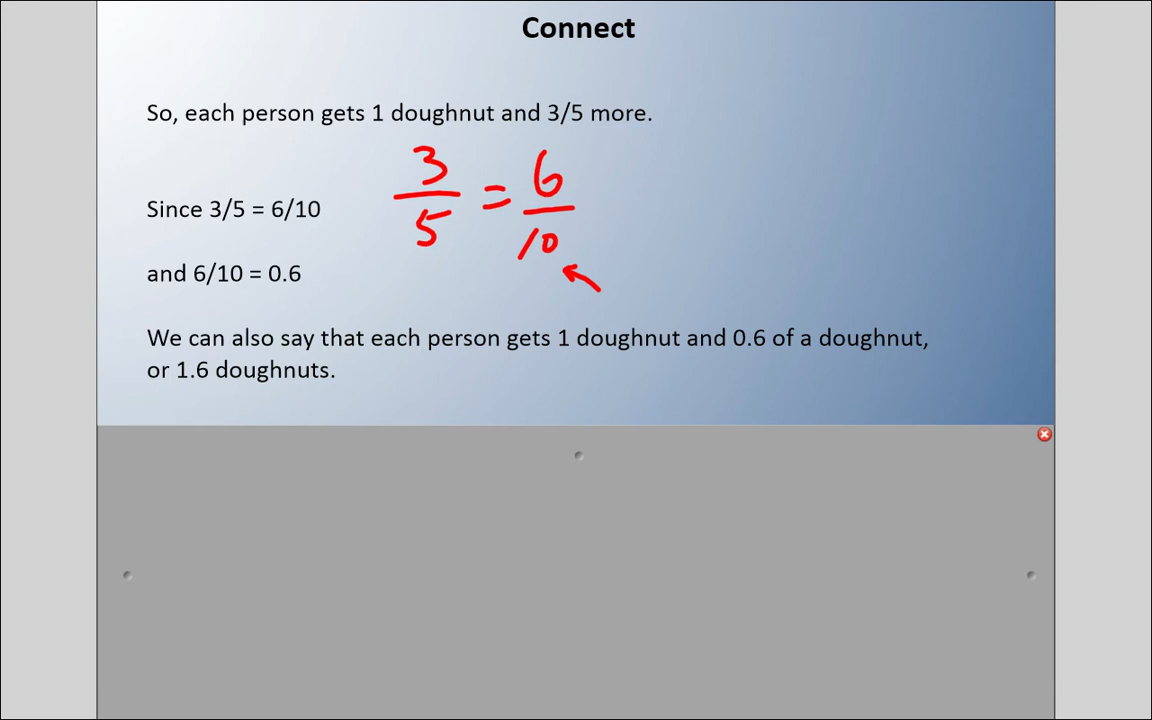 Connect
So, each person gets 1 doughnut and 3/5 more.
3/5 = 6/10
Since 3/5 = 6/10
and 6/10 = 0.6
We can also say that each person gets 1 doughnut and 0.6 of a doughnut,
or 1.6 doughnuts.